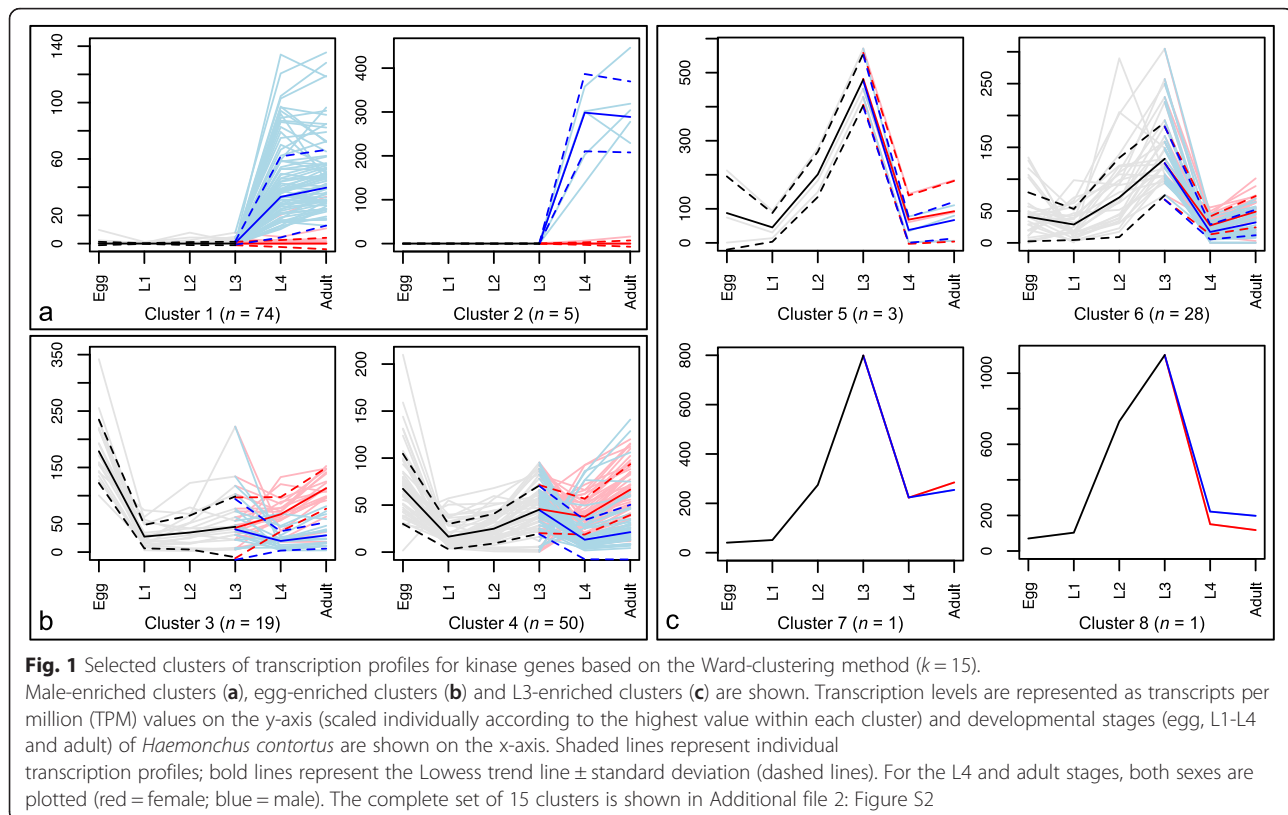 140
100
60
40
20
0
Egg
L1
L2
L3
L4
Adult
a
Cluster 1 (n = 74)
400
300
200
100
0
Egg
L1
L2
L3
L4
Adult
Cluster 2 (n = 5)
500
300
100
0
Egg
L1
L2
L3
L4
Adult
Cluster 5 (n = 3)
250
150
100
50
0
Egg
L1
L2
L3
L4
Adult
Cluster 6 (n = 28)
350
250
150
100
50
0
Egg
L1
L2
L3
L4
Adult
b
Cluster 3 (n = 19)
200
150
100
50
0
Egg
L1
L2
L3
L4
Adult
Cluster 4 (n = 50)
800
600
400
200
0
Egg
L1
L2
L3
L4
Adult
c
Cluster 7 (n = 1)
1000
600
400
200
0
Egg
L1
L2
L3
L4
Adult
Cluster 8 (n = 1)
Fig. 1 Selected clusters of transcription profiles for kinase genes based on the Ward-clustering method (k = 15).
Male-enriched clusters (a), egg-enriched clusters (b) and L3-enriched clusters (c) are shown. Transcription levels are represented as transcripts per
million (TPM) values on the y-axis (scaled individually according to the highest value within each cluster) and developmental stages (egg, L1-L4
and adult) of Haemonchus contortus are shown on the x-axis. Shaded lines represent individual
transcription profiles; bold lines represent the Lowess trend line ± standard deviation (dashed lines). For the L4 and adult stages, both sexes are
plotted (red = female; blue = male). The complete set of 15 clusters is shown in Additional file 2: Figure S2